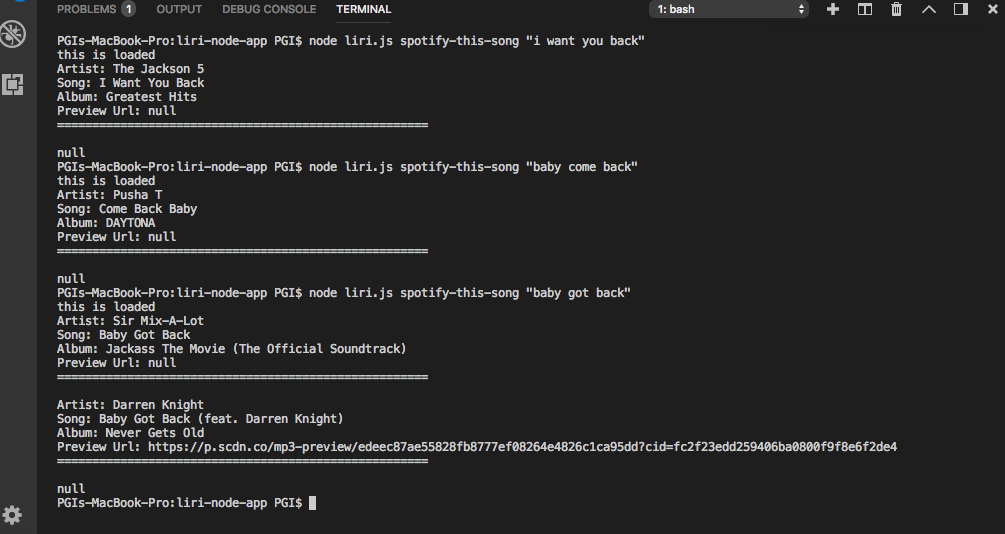 PROBLEMS 1 OUTPUT DEBUG CONSOLE TERMINAL 1: bash
PGIs-MacBook-Pro:liri-node-app PGI$ node liri.js spotify-this-song "i want you back"
this is loaded
Artist: The Jackson 5
Song: I Want You Back
Album: Greatest Hits
Preview Url: null
=====================================================
null
PGIs-MacBook-Pro:liri-node-app PGI$ node liri.js spotify-this-song "baby come back"
this is loaded
Artist: Pusha T
Song: Come Back Baby
Album: DAYTONA
Preview Url: null
=====================================================
null
PGIs-MacBook-Pro:liri-node-app PGI$ node liri.js spotify-this-song "baby got back"
this is loaded
Artist: Sir Mix-A-Lot
Song: Baby Got Back
Album: Jackass The Movie (The Official Soundtrack)
Preview Url: null
=====================================================
Artist: Darren Knight
Song: Baby Got Back (feat. Darren Knight)
Album: Never Gets Old
Preview Url: https://p.scdn.co/mp3-preview/edeec87ae55828fb8777ef08264e4826c1ca95dd?cid=fc2f23edd259406ba0800f9f8e6f2de4
=====================================================
null
PGIs-MacBook-Pro:liri-node-app PGI$